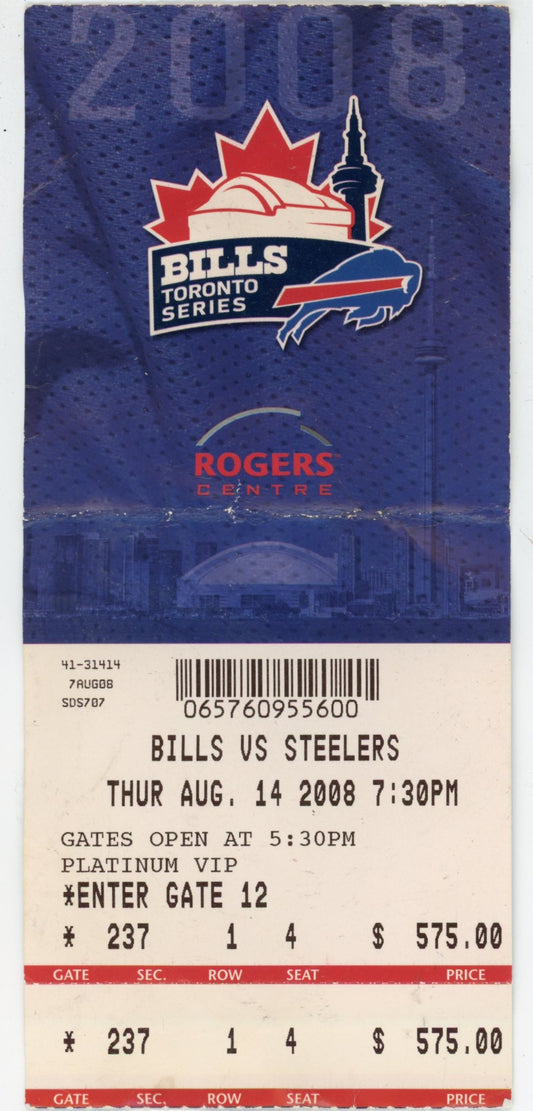 2008
BILLS
TORONTO
SERIES
ROGERS™
CENTRE
41-31414
7AUG08
SDS707
065760955600
BILLS VS STEELERS
THUR AUG. 14 2008 7:30PM
GATES OPEN AT 5:30PM
PLATINUM VIP
*ENTER GATE 12
* 237 1 4 $ 575.00
GATE SEC. ROW SEAT PRICE
* 237 1 4 $ 575.00
GATE SEC. ROW SEAT PRICE